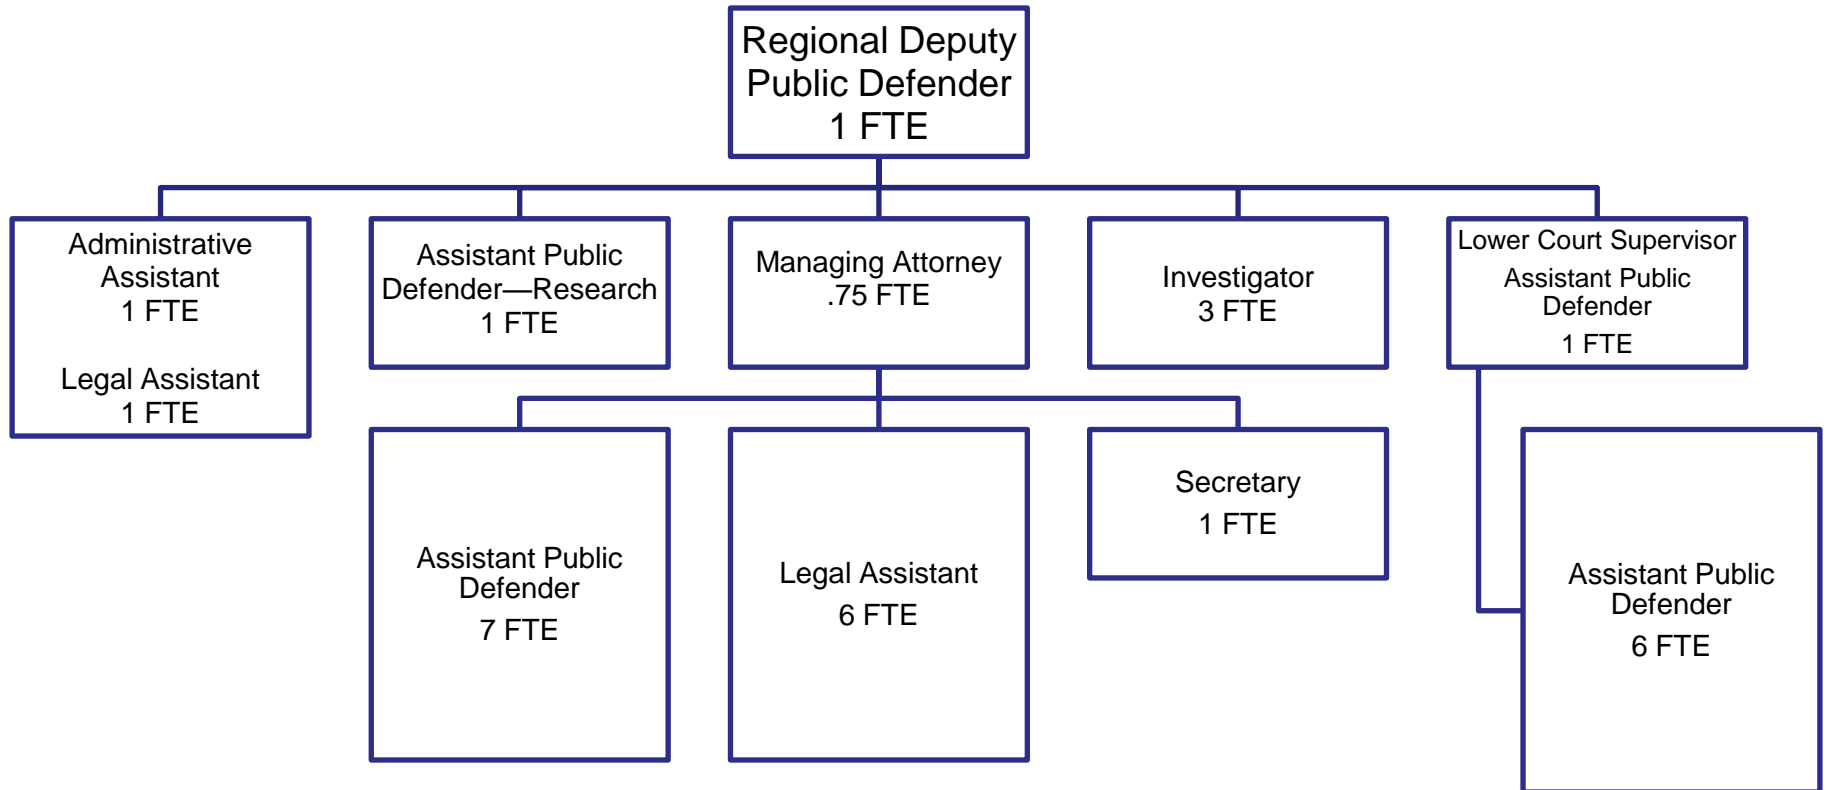 Regional Deputy
Public Defender
1 FTE
Administrative
Assistant
1 FTE
Legal Assistant
1 FTE
Assistant Public
Defender—Research
1 FTE
Managing Attorney
.75 FTE
Investigator
3 FTE
Lower Court Supervisor
Assistant Public
Defender
1 FTE
Assistant Public
Defender
7 FTE
Legal Assistant
6 FTE
Secretary
1 FTE
Assistant Public
Defender
6 FTE